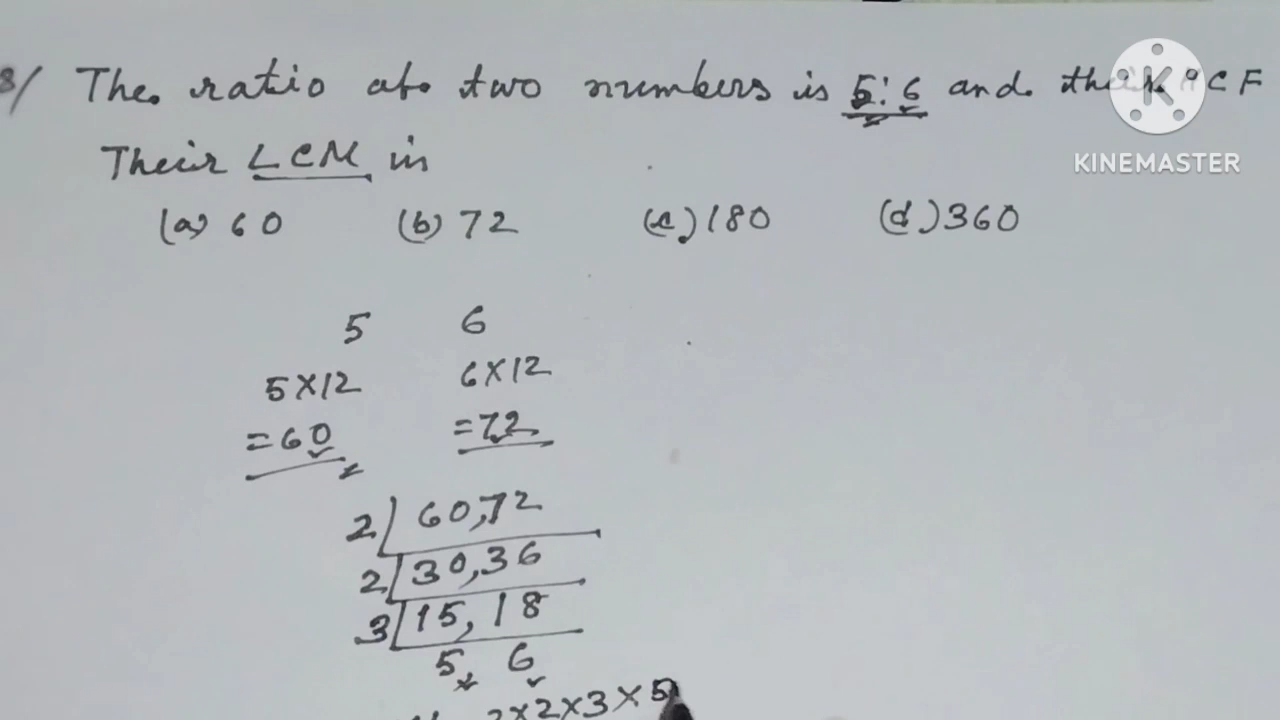 8/ The ratio of two numbers is 5:6 and their HCF
KINEMASTER
Their LCM is
(a) 60 (b) 72 (c) 180 (d) 360
5 6
5×12 6×12
=60 =72
2 60,72
2 30,36
3 15,18
5 6
2×2×3×5